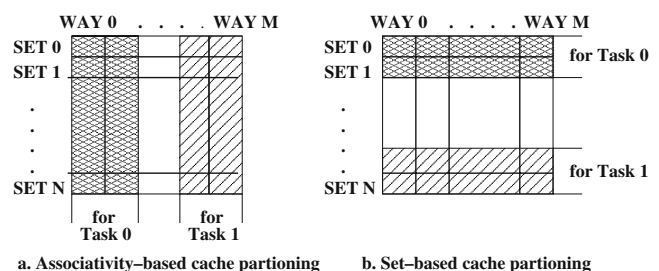 WAY 0 . . . . WAY M
SET 0
SET 1
.
.
.
.
SET N
for Task 0
for Task 1
a. Associativity–based cache partioning
WAY 0 . . . . WAY M
SET 0
SET 1
.
.
.
.
SET N
for Task 0
for Task 1
b. Set–based cache partioning